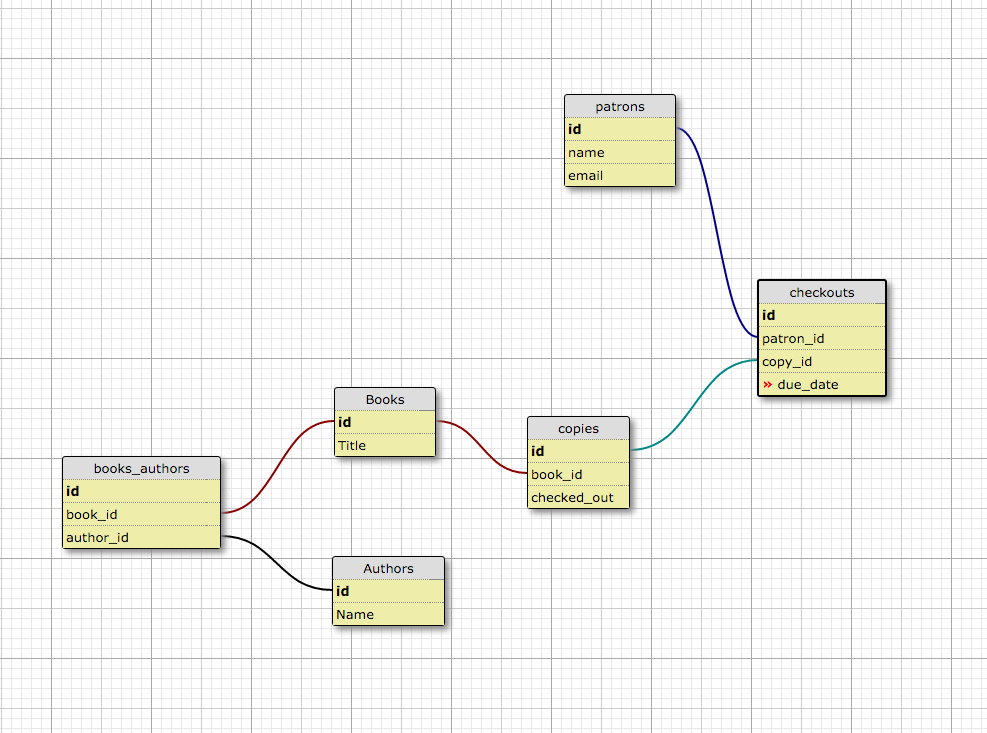 patrons
id
name
email
checkouts
id
patron_id
copy_id
» due_date
Books
id
Title
copies
id
book_id
checked_out
books_authors
id
book_id
author_id
Authors
id
Name